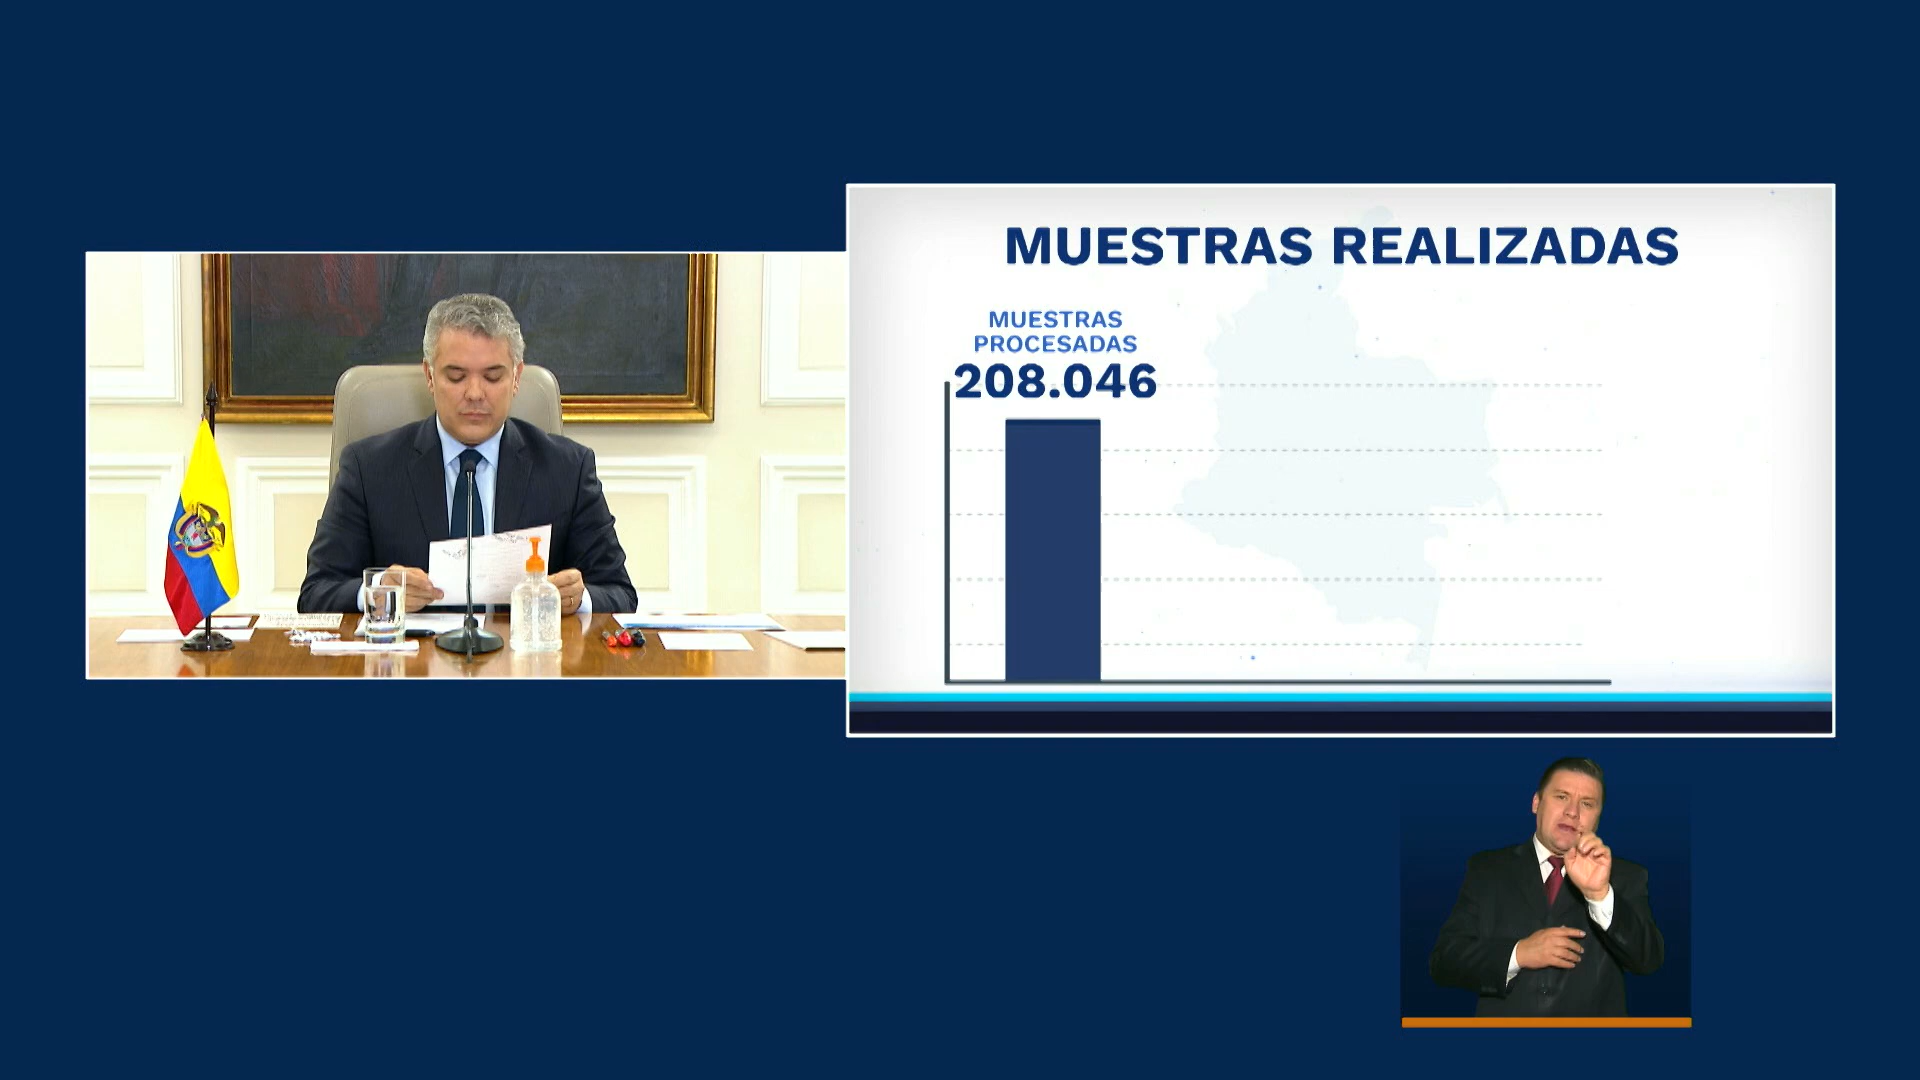 MUESTRAS REALIZADAS
MUESTRAS
PROCESADAS
208.046